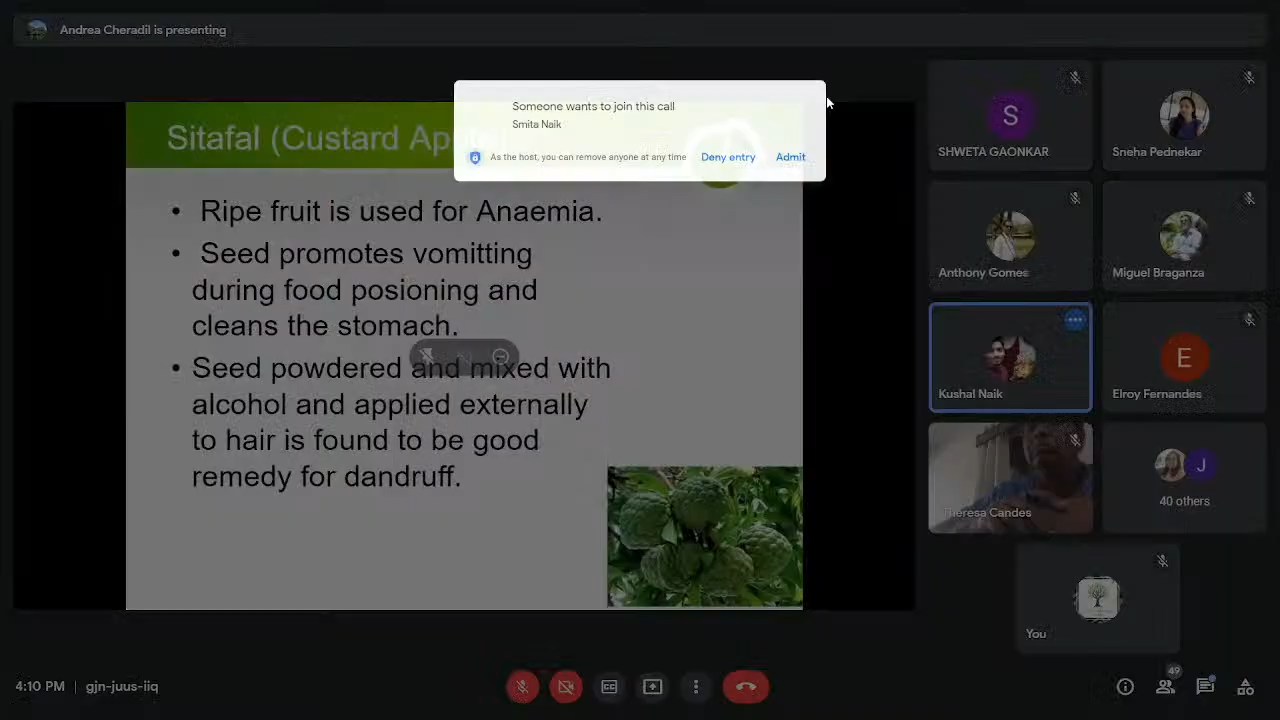 Andrea Cheradil is presenting
Someone wants to join this call
Smita Naik
As the host, you can remove anyone at any time
Deny entry
Admit
Sitafal (Custard Ap
• Ripe fruit is used for Anaemia.
• Seed promotes vomitting
during food posioning and
cleans the stomach.
• Seed powdered and mixed with
alcohol and applied externally
to hair is found to be good
remedy for dandruff.
S
SHWETA GAONKAR
Sneha Pednekar
Anthony Gomes
Miguel Braganza
Kushal Naik
E
Elroy Fernandes
Theresa Candes
J
40 others
You
4:10 PM | gjn-juus-iiq
CC
49